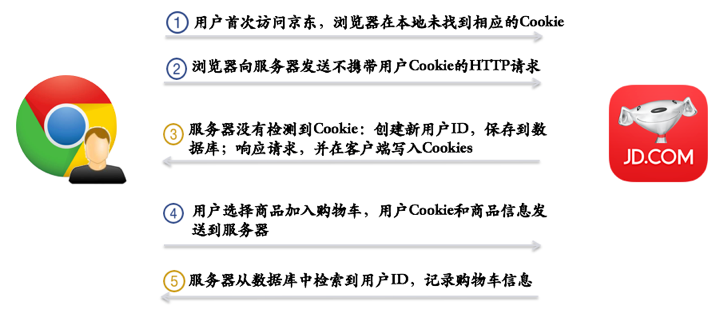 ① 用户首次访问京东，浏览器在本地未找到相应的Cookie
② 浏览器向服务器发送不携带用户Cookie的HTTP请求
③ 服务器没有检测到Cookie：创建新用户ID，保存到数
据库；响应请求，并在客户端写入Cookies
JD.COM
④ 用户选择商品加入购物车，用户Cookie和商品信息发
送到服务器
⑤ 服务器从数据库中检索到用户ID，记录购物车信息